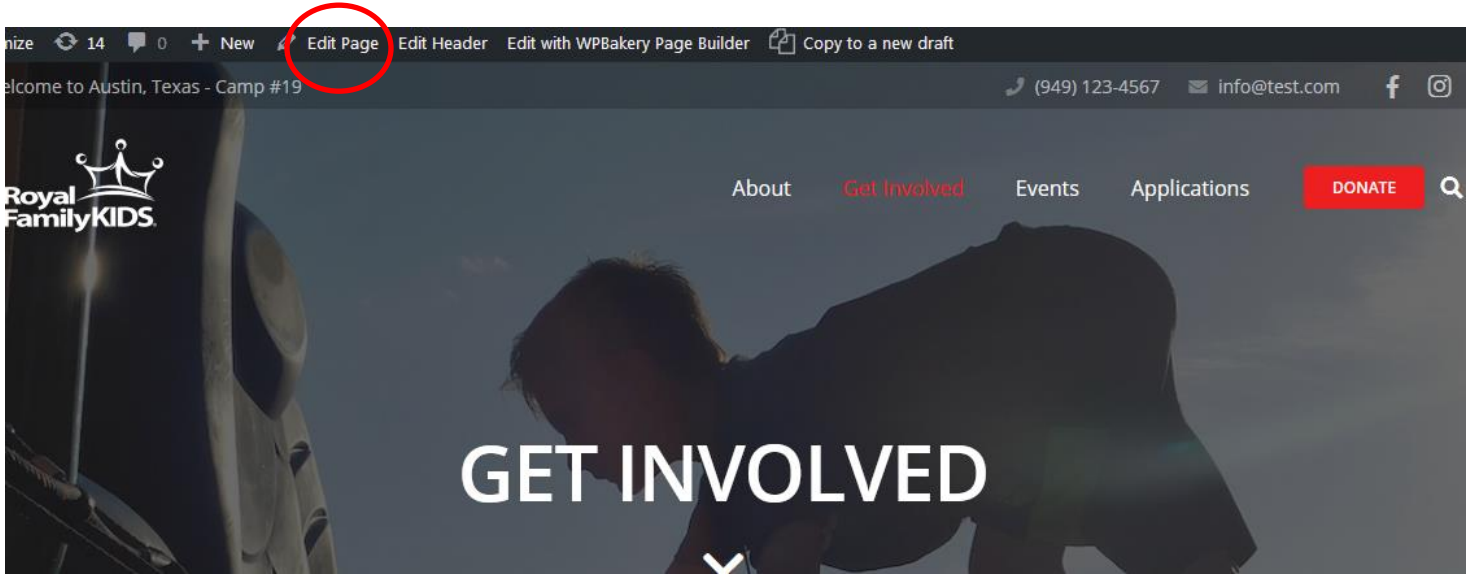 nize 14 0 New Edit Page Edit Header Edit with WPBakery Page Builder Copy to a new draft
elcome to Austin, Texas - Camp #19 (949) 123-4567 info@test.com
Royal
FamilyKIDS.
About Get Involved Events Applications DONATE
GET INVOLVED